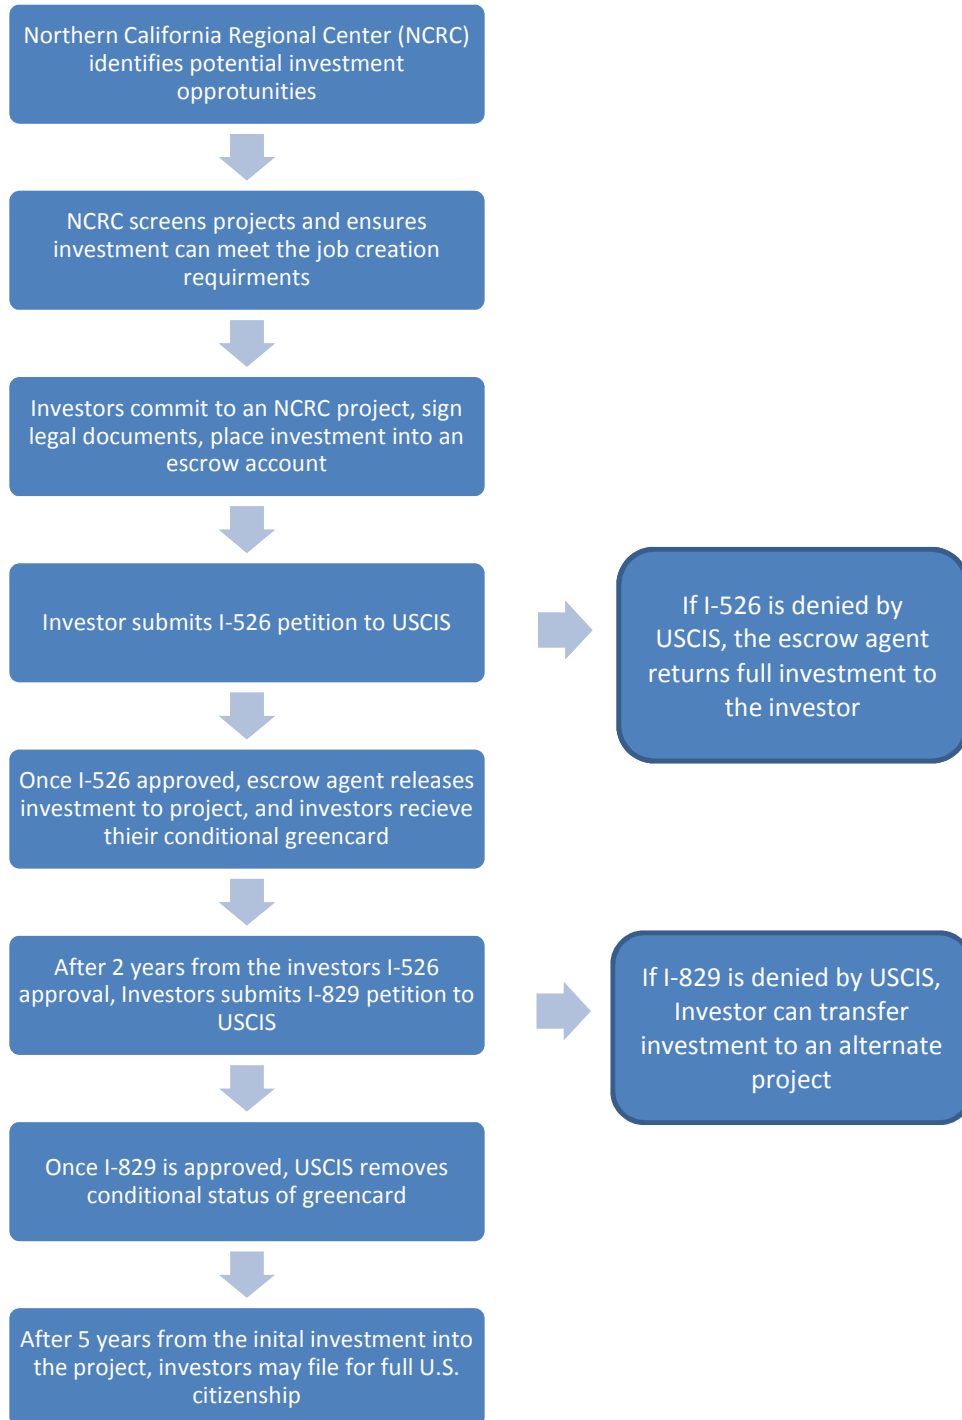 Northern California Regional Center (NCRC)
identifies potential investment
opprotunities
NCRC screens projects and ensures
investment can meet the job creation
requirments
Investors commit to an NCRC project, sign
legal documents, place investment into an
escrow account
Investor submits I-526 petition to USCIS
If I-526 is denied by
USCIS, the escrow agent
returns full investment to
the investor
Once I-526 approved, escrow agent releases
investment to project, and investors recieve
thieir conditional greencard
After 2 years from the investors I-526
approval, Investors submits I-829 petition to
USCIS
If I-829 is denied by USCIS,
Investor can transfer
investment to an alternate
project
Once I-829 is approved, USCIS removes
conditional status of greencard
After 5 years from the inital investment into
the project, investors may file for full U.S.
citizenship